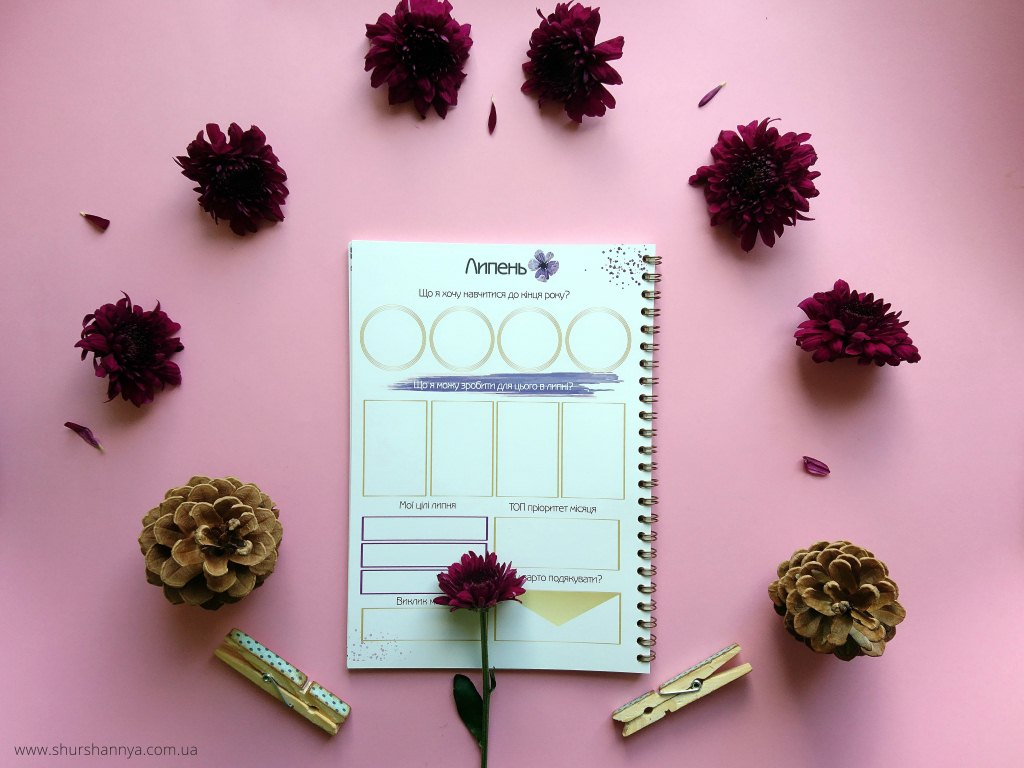 Липень
Що я хочу навчитися до кінця року?
Що я можу зробити для цього в липні?
Мої цілі липня
ТОП пріоритет місяця
варто подякувати?
Виклик
www.shurshannya.com.ua